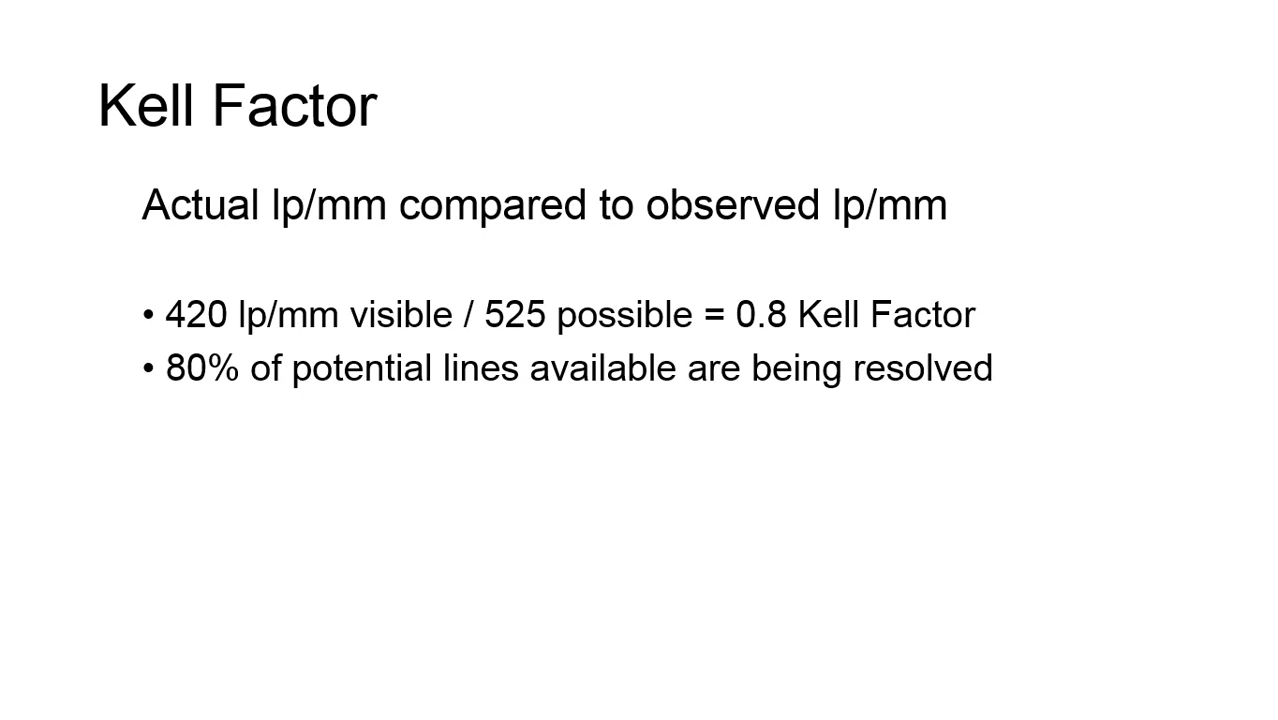 Kell Factor
Actual lp/mm compared to observed lp/mm
• 420 lp/mm visible / 525 possible = 0.8 Kell Factor
• 80% of potential lines available are being resolved